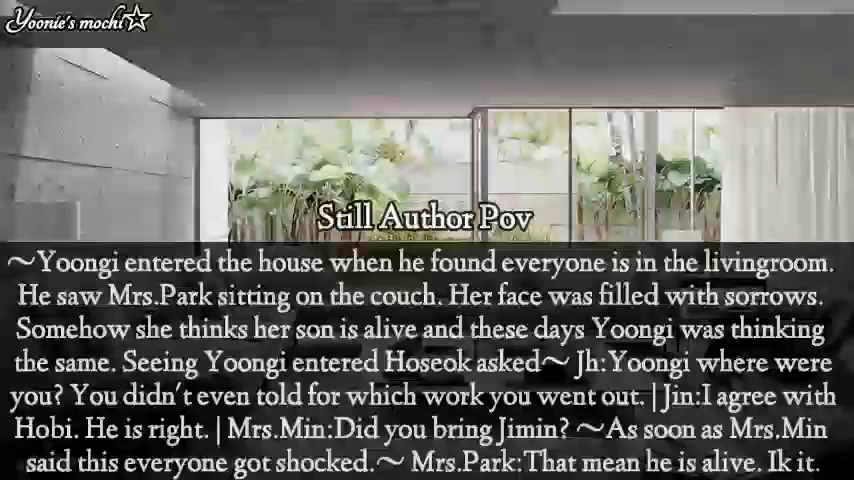 Yoonie's mochi☆
Still Author Pov
~Yoongi entered the house when he found everyone is in the livingroom.
He saw Mrs.Park sitting on the couch. Her face was filled with sorrows.
Somehow she thinks her son is alive and these days Yoongi was thinking
the same. Seeing Yoongi entered Hoseok asked~ Jh:Yoongi where were
you? You didn't even told for which work you went out. |Jin:I agree with
Hobi. He is right. | Mrs.Min:Did you bring Jimin? ~As soon as Mrs.Min
said this everyone got shocked.~ Mrs.Park:That mean he is alive. Ik it.